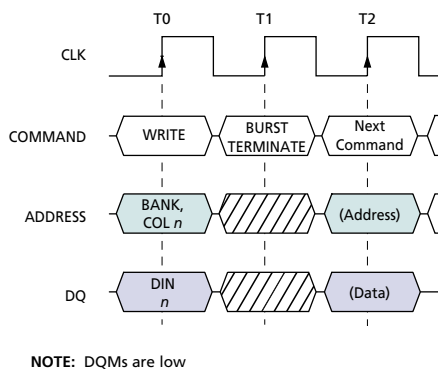 T0 T1 T2
CLK
COMMAND WRITE BURST TERMINATE Next Command
ADDRESS BANK, COL n (Address)
DQ DIN n (Data)
NOTE: DQMs are low